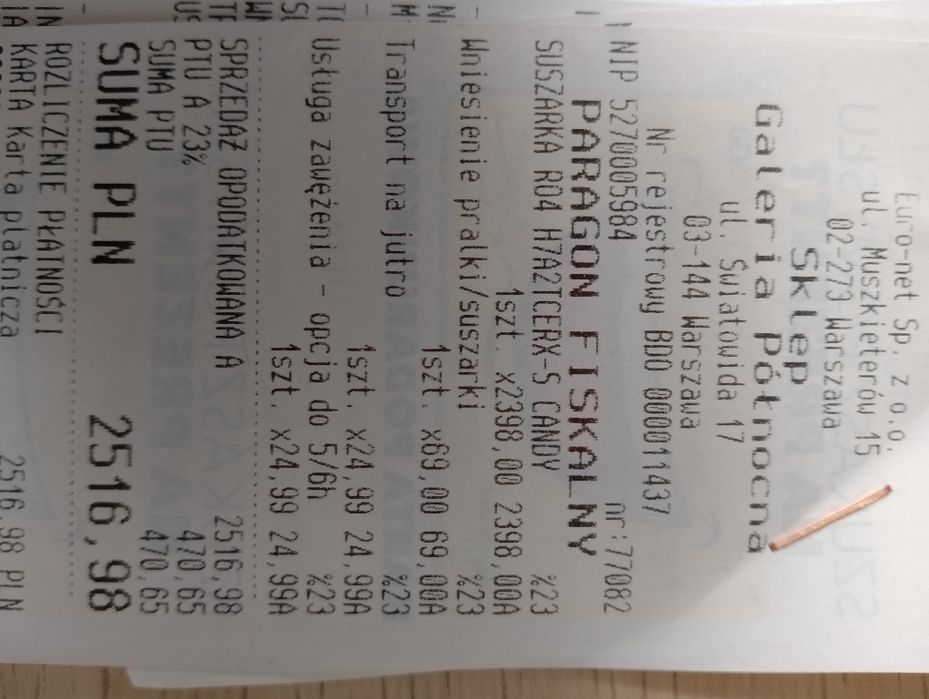 Euro-net Sp. z o.o.
ul. Muszkieterów 15
02-273 Warszawa
Sklep
Galeria Północna
ul. Światowida 17
03-144 Warszawa
Nr rejestrowy BDO 000011437
NIP 5270005984 nr:77082
PARAGON FISKALNY
SUSZARKA RO4 H7A2TCERX-S CANDY %23
1szt. x2398,00 2398,00A
Wniesienie pralki/suszarki %23
1szt. x69,00 69,00A
Transport na jutro %23
1szt. x24,99 24,99A
Usługa zawężenia - opcja do 5/6h %23
1szt. x24,99 24,99A
SPRZEDAŻ OPODATKOWANA A 2516,98
PTU A 23% 470,65
SUMA PTU 470,65
SUMA PLN 2516,98
ROZLICZENIE PŁATNOŚCI
KARTA Karta płatnicza 2516,98 PLN